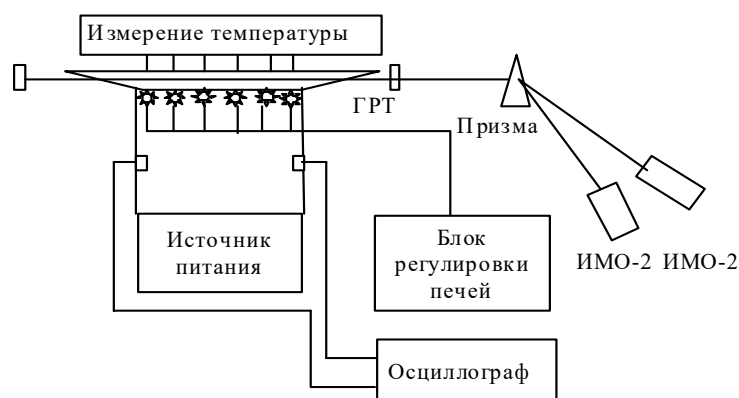 Измерение температуры
ГРТ
Призма
Источник
питания
Блок
регулировки
печей
ИМО-2 ИМО-2
Осциллограф